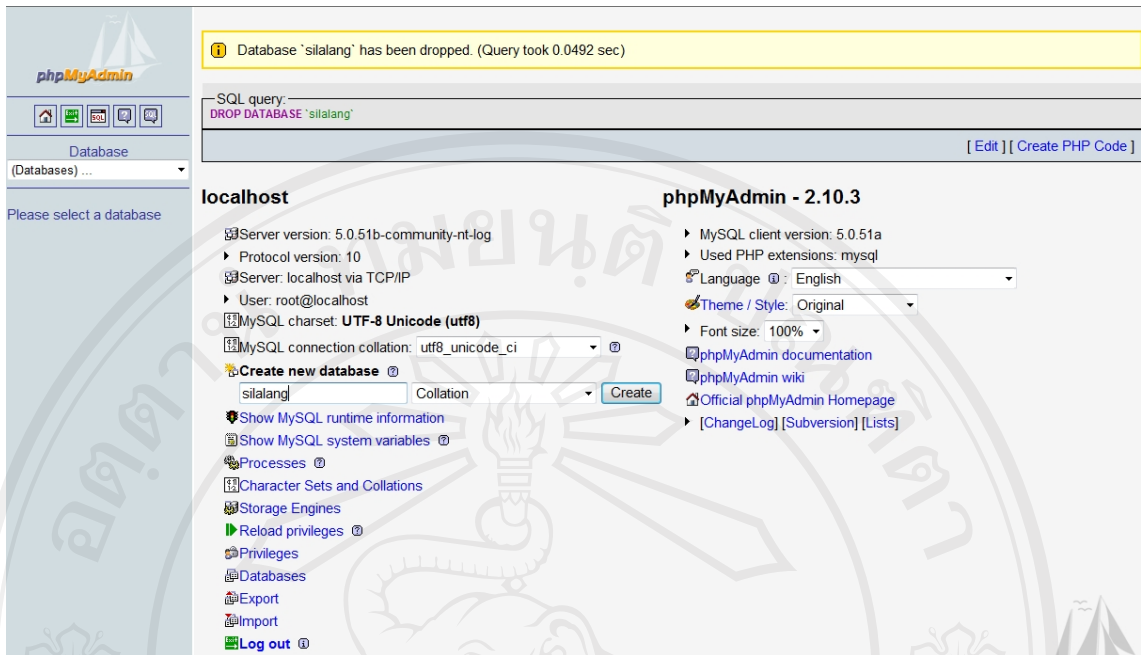 phpMyAdmin
Database
(Databases) ...
Please select a database
Database `silalang` has been dropped. (Query took 0.0492 sec)
SQL query:
DROP DATABASE `silalang`
[ Edit ] [ Create PHP Code ]
localhost
Server version: 5.0.51b-community-nt-log
Protocol version: 10
Server: localhost via TCP/IP
User: root@localhost
MySQL charset: UTF-8 Unicode (utf8)
MySQL connection collation: utf8_unicode_ci
Create new database
silalang Collation Create
Show MySQL runtime information
Show MySQL system variables
Processes
Character Sets and Collations
Storage Engines
Reload privileges
Privileges
Databases
Export
Import
Log out
phpMyAdmin - 2.10.3
MySQL client version: 5.0.51a
Used PHP extensions: mysql
Language : English
Theme / Style: Original
Font size: 100%
phpMyAdmin documentation
phpMyAdmin wiki
Official phpMyAdmin Homepage
[ChangeLog] [Subversion] [Lists]